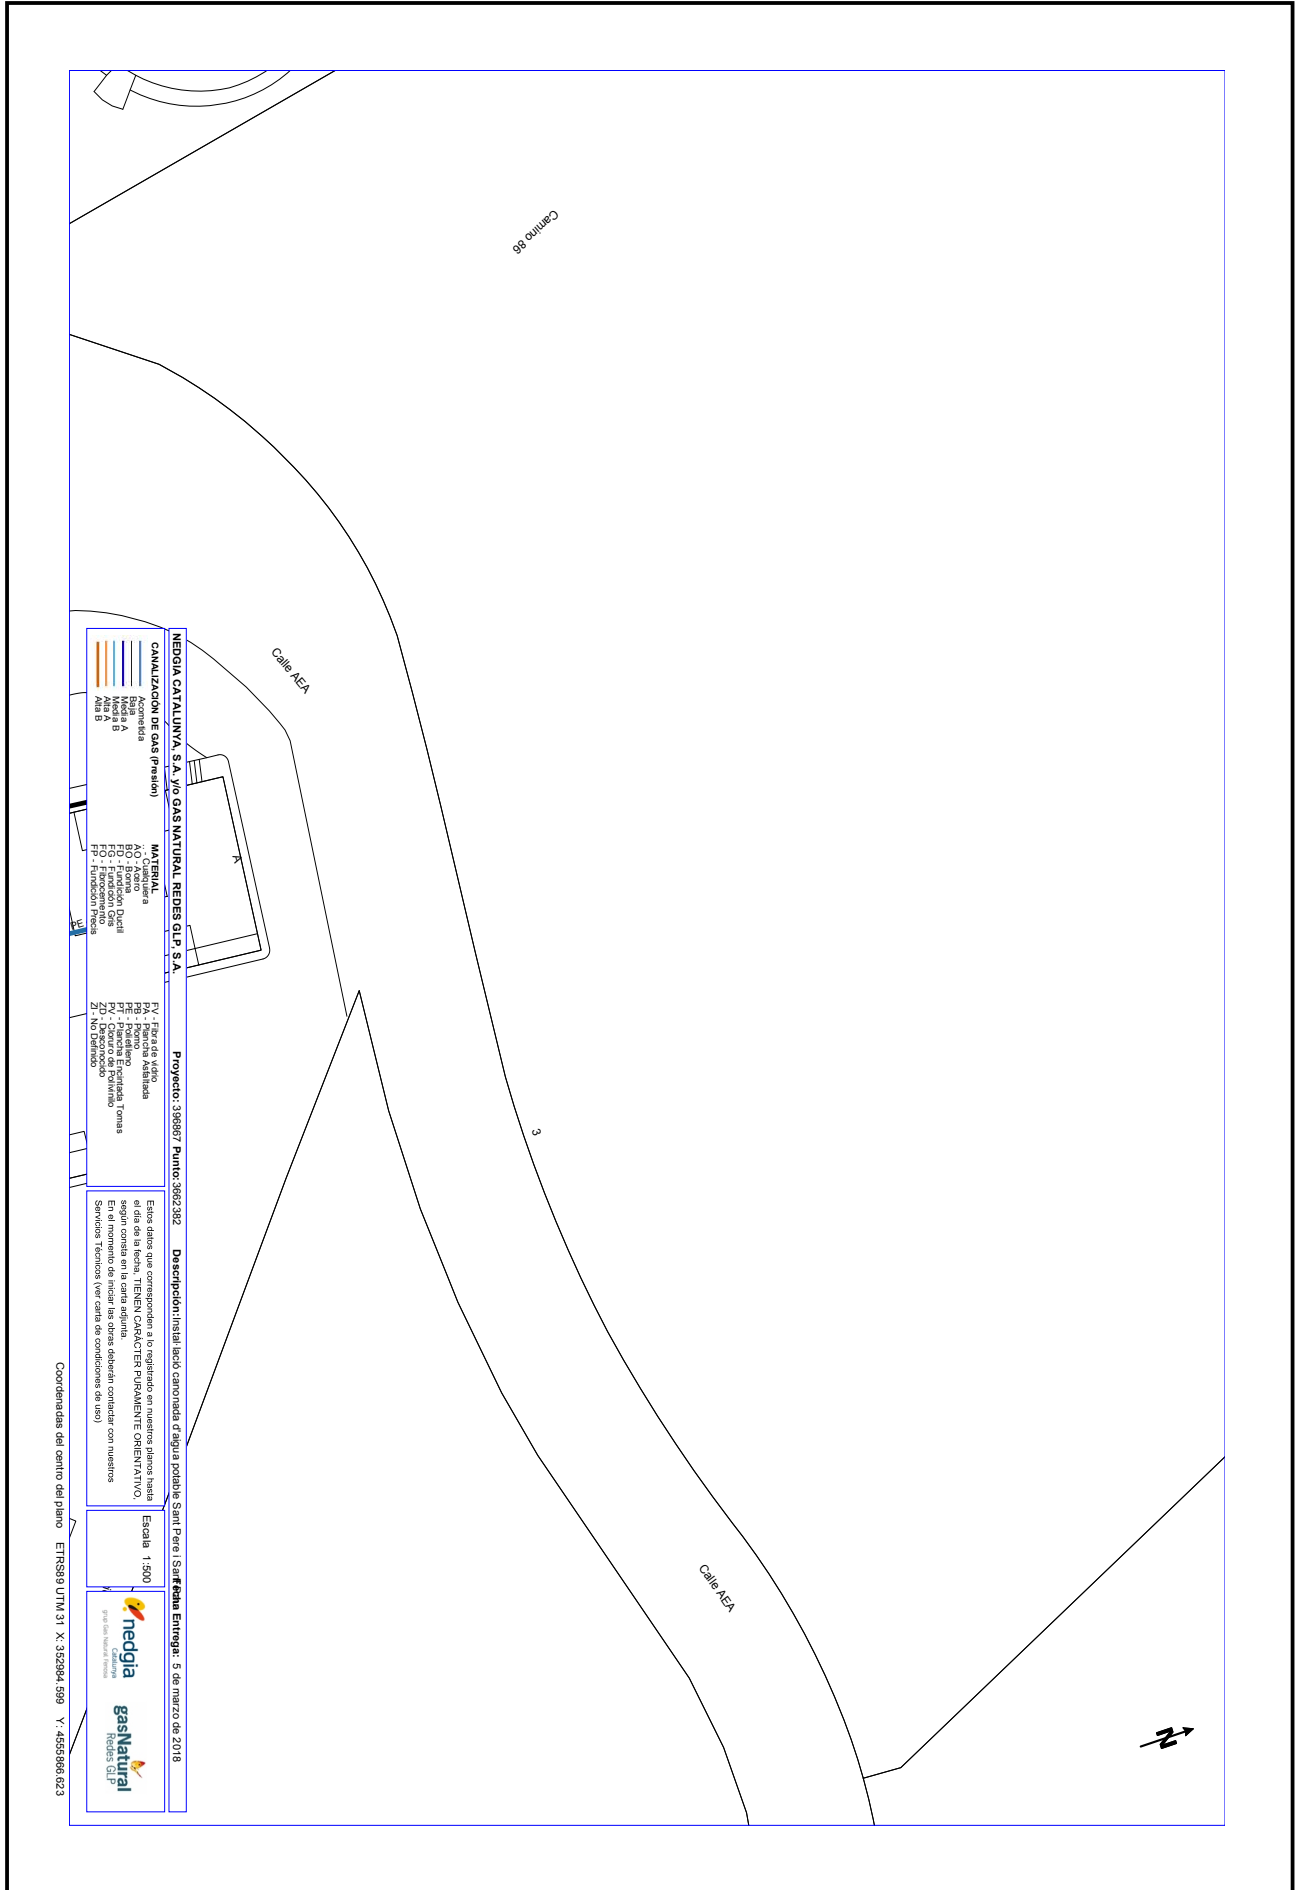 Camino 86
Calle AEA
A
PE
3
Calle AEA
N
NEDGIA CATALUNYA, S.A. y/o GAS NATURAL REDES GLP, S.A.
Proyecto: 396867 Punto: 3662382
Descripción: Instal·lació canonada d'aigua potable Sant Pere i Sant
Fecha Entrega: 5 de marzo de 2018
CANALIZACIÓN DE GAS (Presión)
Acometida
Baja
Media A
Media B
Alta A
Alta B
MATERIAL
.. - Cualquiera
AO - Acero
BO - Bonna
FD - Fundición Ductil
FG - Fundición Gris
FO - Fibrocemento
FP - Fundición Precis
FV - Fibra de vidrio
PA - Plancha Asfaltada
PB - Plomo
PE - Polietileno
PT - Plancha Encintada Tomas
PV - Cloruro de Polivinilo
ZD - Desconocido
ZI - No Definido
Estos datos que corresponden a lo registrado en nuestros planos hasta
el día de la fecha, TIENEN CARÁCTER PURAMENTE ORIENTATIVO,
según consta en la carta adjunta.
En el momento de iniciar las obras deberán contactar con nuestros
Servicios Técnicos (ver carta de condiciones de uso)
Escala 1:500
nedgia
Catalunya
grup Gas Natural Fenosa
gasNatural
Redes GLP
Coordenadas del centro del plano ETRS89 UTM 31 X: 352984.599 Y: 4555866.623